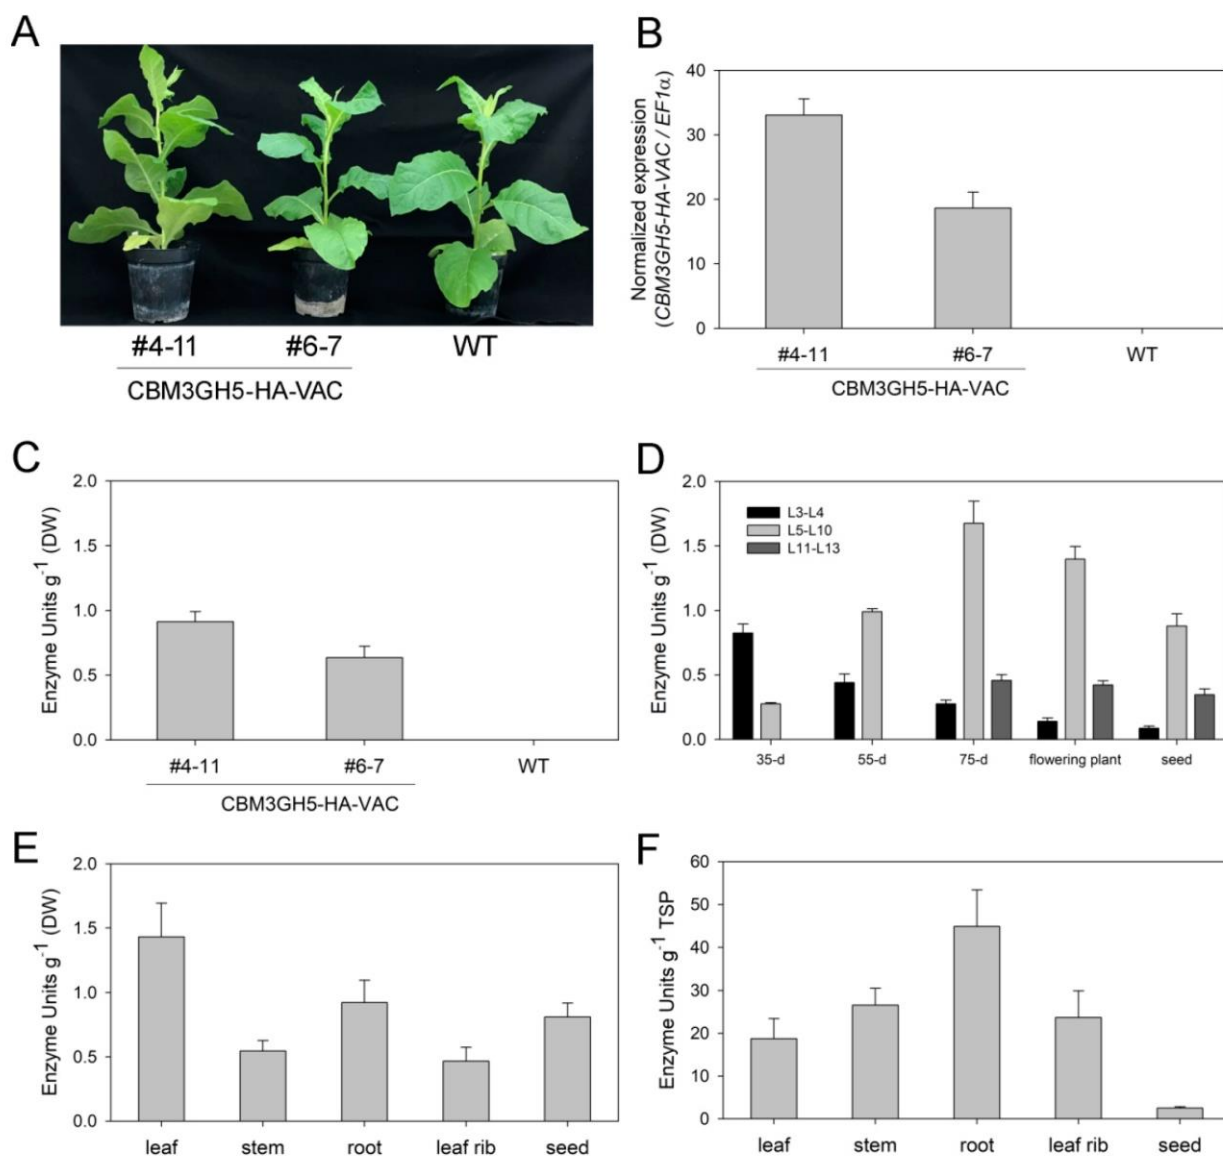 A
#4-11 #6-7 WT
CBM3GH5-HA-VAC
B
Normalized expression
(CBM3GH5-HA-VAC / EF1α)
40
30
20
10
0
#4-11 #6-7 WT
CBM3GH5-HA-VAC
C
Enzyme Units g-1 (DW)
2.0
1.5
1.0
0.5
0.0
#4-11 #6-7 WT
CBM3GH5-HA-VAC
D
Enzyme Units g-1 (DW)
2.0
1.5
1.0
0.5
0.0
L3-L4
L5-L10
L11-L13
35-d 55-d 75-d flowering plant seed
E
Enzyme Units g-1 (DW)
2.0
1.5
1.0
0.5
0.0
leaf stem root leaf rib seed
F
Enzyme Units g-1 TSP
60
50
40
30
20
10
0
leaf stem root leaf rib seed